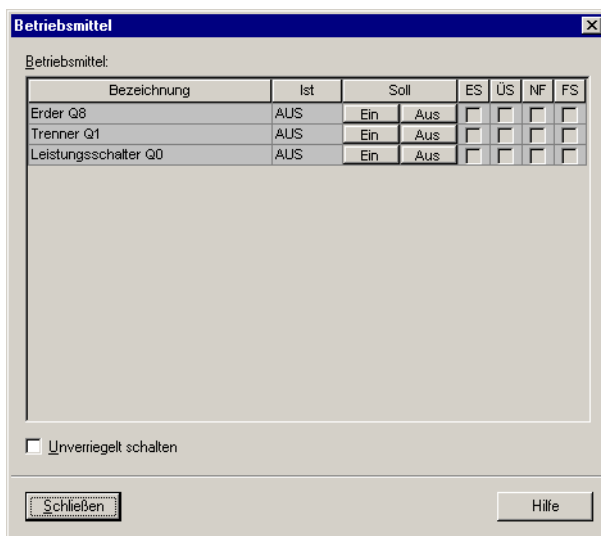 Betriebsmittel
Betriebsmittel:
Bezeichnung Ist Soll ES ÜS NF FS
Erder Q8 AUS Ein Aus
Trenner Q1 AUS Ein Aus
Leistungsschalter Q0 AUS Ein Aus
Unverriegelt schalten
Schließen Hilfe